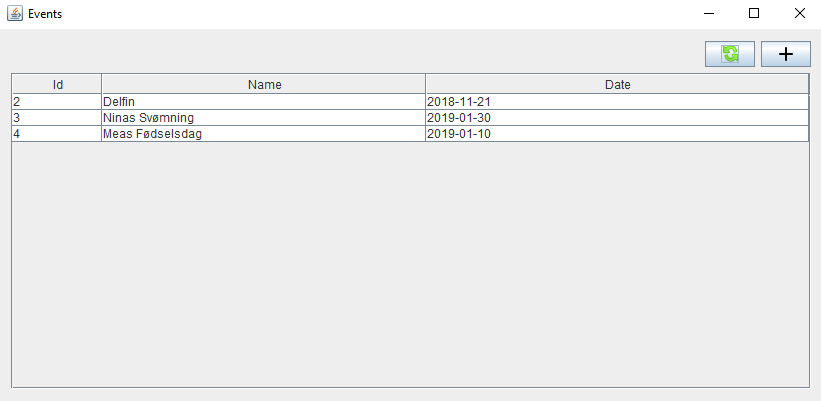 Events
Id Name Date
2 Delfin 2018-11-21
3 Ninas Svømning 2019-01-30
4 Meas Fødselsdag 2019-01-10